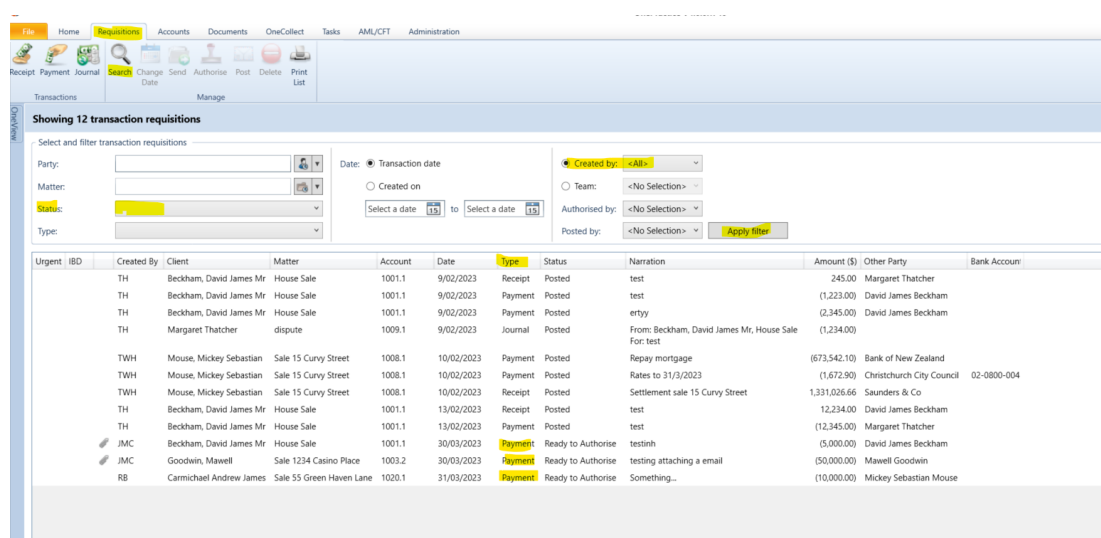 File Home Requisitions Accounts Documents OneCollect Tasks AML/CFT Administration
Receipt Payment Journal Search Change Date Send Authorise Post Delete Print List
Transactions Manage
OneView
Showing 12 transaction requisitions
Select and filter transaction requisitions
Party: Date: Transaction date Created by: <All>
Matter: Created on Team: <No Selection>
Status: Select a date 15 to Select a date 15 Authorised by: <No Selection>
Type: Posted by: <No Selection> Apply filter
Urgent IBD Created By Client Matter Account Date Type Status Narration Amount ($) Other Party Bank Accoun
TH Beckham, David James Mr House Sale 1001.1 9/02/2023 Receipt Posted test 245.00 Margaret Thatcher
TH Beckham, David James Mr House Sale 1001.1 9/02/2023 Payment Posted test (1,223.00) David James Beckham
TH Beckham, David James Mr House Sale 1001.1 9/02/2023 Payment Posted ertyy (2,345.00) David James Beckham
TH Margaret Thatcher dispute 1009.1 9/02/2023 Journal Posted From: Beckham, David James Mr, House Sale (1,234.00)
For: test
TWH Mouse, Mickey Sebastian Sale 15 Curvy Street 1008.1 10/02/2023 Payment Posted Repay mortgage (673,542.10) Bank of New Zealand
TWH Mouse, Mickey Sebastian Sale 15 Curvy Street 1008.1 10/02/2023 Payment Posted Rates to 31/3/2023 (1,672.90) Christchurch City Council 02-0800-004
TWH Mouse, Mickey Sebastian Sale 15 Curvy Street 1008.1 10/02/2023 Receipt Posted Settlement sale 15 Curvy Street 1,331,026.66 Saunders & Co
TH Beckham, David James Mr House Sale 1001.1 13/02/2023 Receipt Posted test 12,234.00 David James Beckham
TH Beckham, David James Mr House Sale 1001.1 13/02/2023 Payment Posted test (12,345.00) Margaret Thatcher
JMC Beckham, David James Mr House Sale 1001.1 30/03/2023 Payment Ready to Authorise testinh (5,000.00) David James Beckham
JMC Goodwin, Mawell Sale 1234 Casino Place 1003.2 30/03/2023 Payment Ready to Authorise testing attaching a email (50,000.00) Mawell Goodwin
RB Carmichael Andrew James Sale 55 Green Haven Lane 1020.1 31/03/2023 Payment Ready to Authorise Something... (10,000.00) Mickey Sebastian Mouse